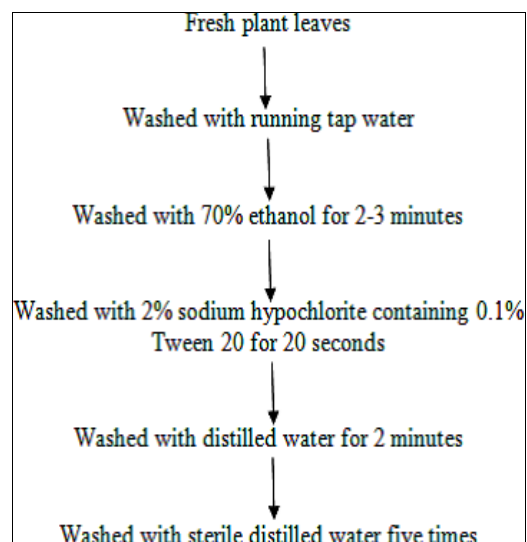 Fresh plant leaves
Washed with running tap water
Washed with 70% ethanol for 2-3 minutes
Washed with 2% sodium hypochlorite containing 0.1%
Tween 20 for 20 seconds
Washed with distilled water for 2 minutes
Washed with sterile distilled water five times